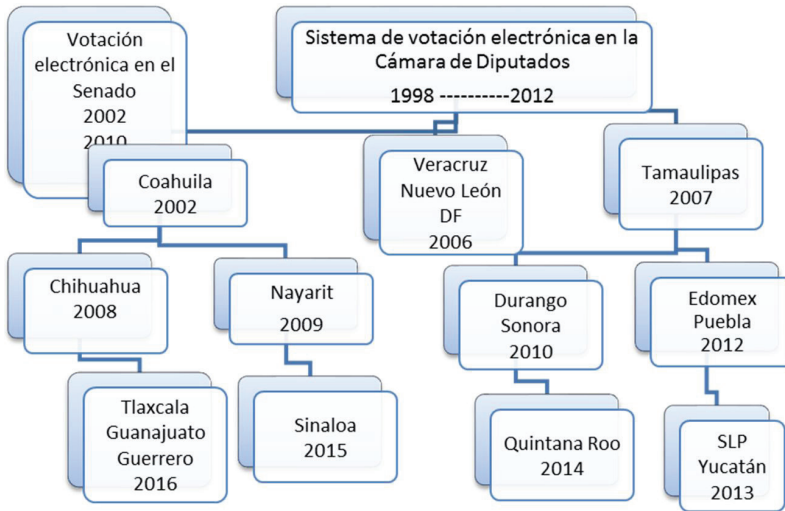 Votación
electrónica en el
Senado
2002
2010
Sistema de votación electrónica en la
Cámara de Diputados
1998 ----------2012
Coahuila
2002
Veracruz
Nuevo León
DF
2006
Tamaulipas
2007
Chihuahua
2008
Nayarit
2009
Durango
Sonora
2010
Edomex
Puebla
2012
Tlaxcala
Guanajuato
Guerrero
2016
Sinaloa
2015
Quintana Roo
2014
SLP
Yucatán
2013